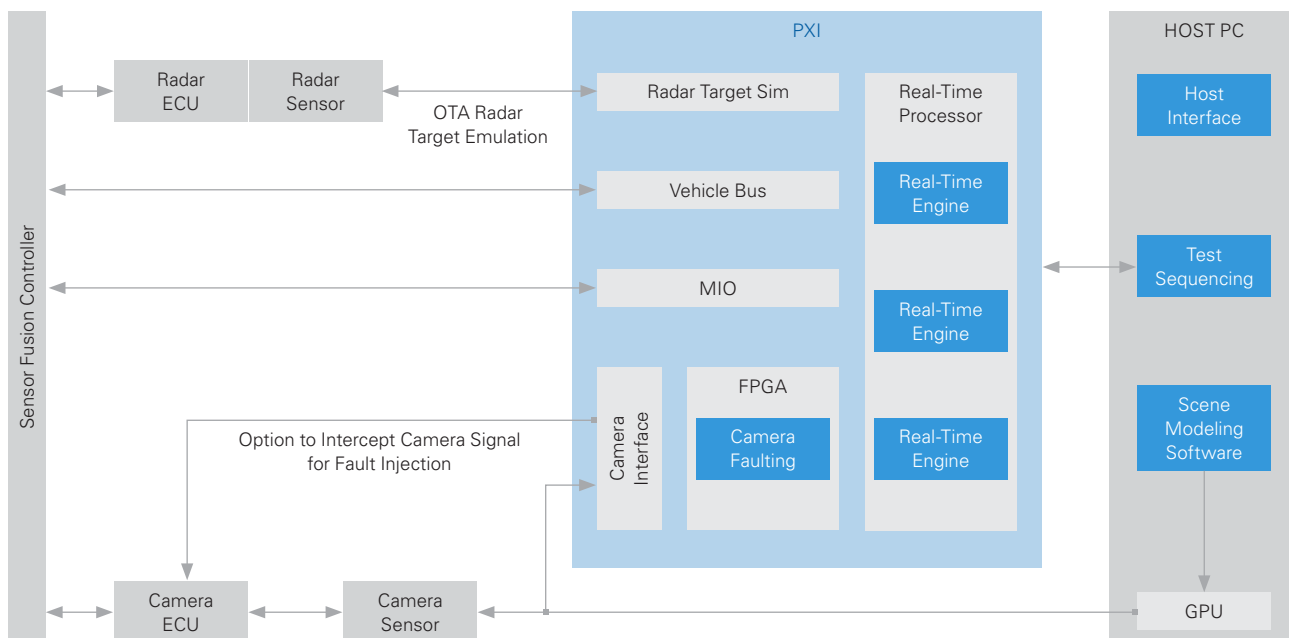 PXI
HOST PC
Sensor Fusion Controller
Radar
ECU
Radar
Sensor
OTA Radar
Target Emulation
Radar Target Sim
Vehicle Bus
MIO
Camera
Interface
FPGA
Camera
Faulting
Real-Time
Processor
Real-Time
Engine
Real-Time
Engine
Real-Time
Engine
Host
Interface
Test
Sequencing
Scene
Modeling
Software
GPU
Option to Intercept Camera Signal
for Fault Injection
Camera
ECU
Camera
Sensor